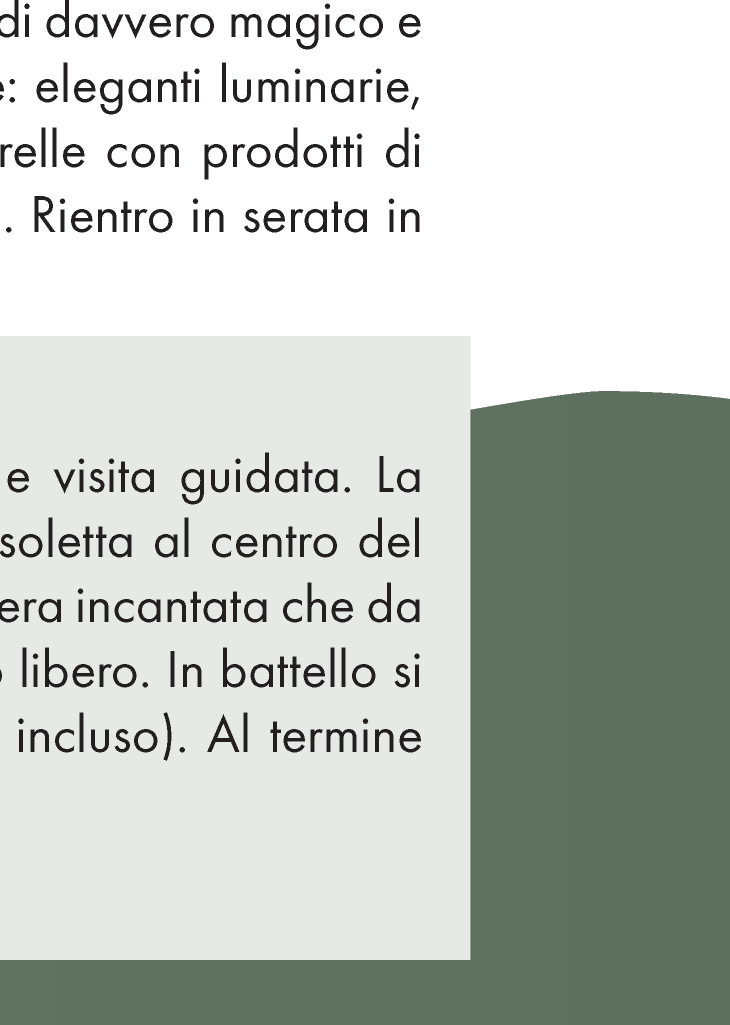 di davvero magico e
: eleganti luminarie,
relle con prodotti di
. Rientro in serata in
e visita guidata. La
soletta al centro del
era incantata che da
libero. In battello si
incluso). Al termine